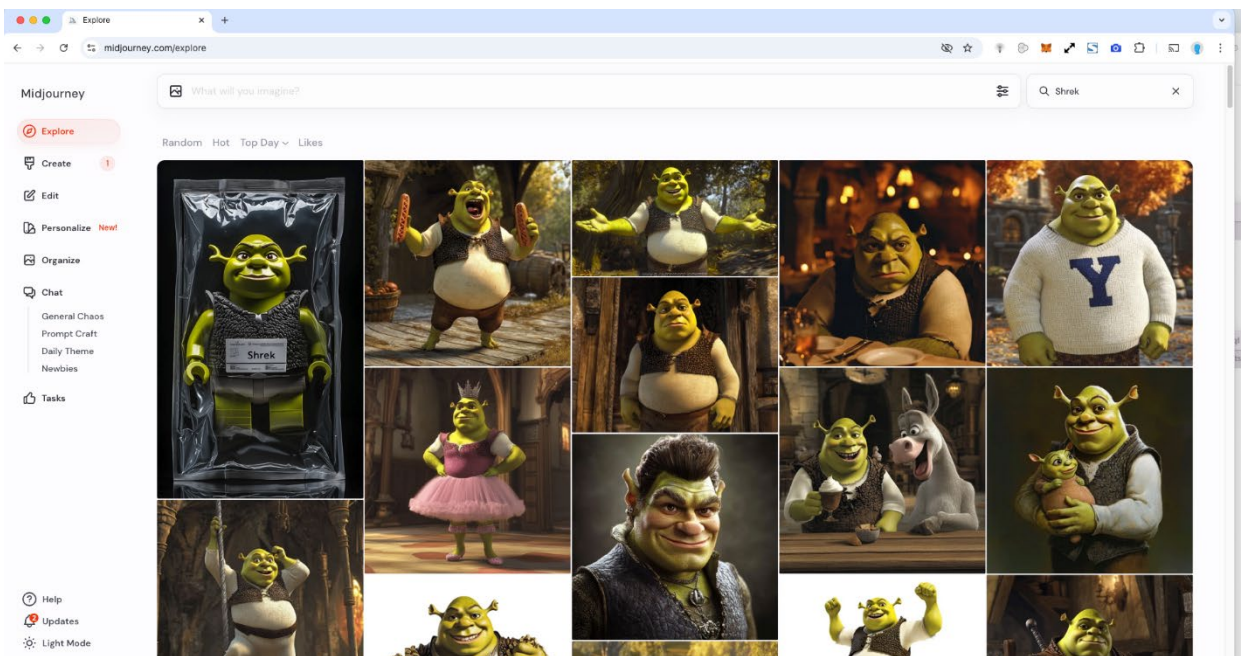 Explore
midjourney.com/explore
Midjourney
What will you imagine?
Shrek
Explore
Create 1
Edit
Personalize New!
Organize
Chat
General Chaos
Prompt Craft
Daily Theme
Newbies
Tasks
Help
2
Updates
Light Mode
Random Hot Top Day Likes
Shrek
Y